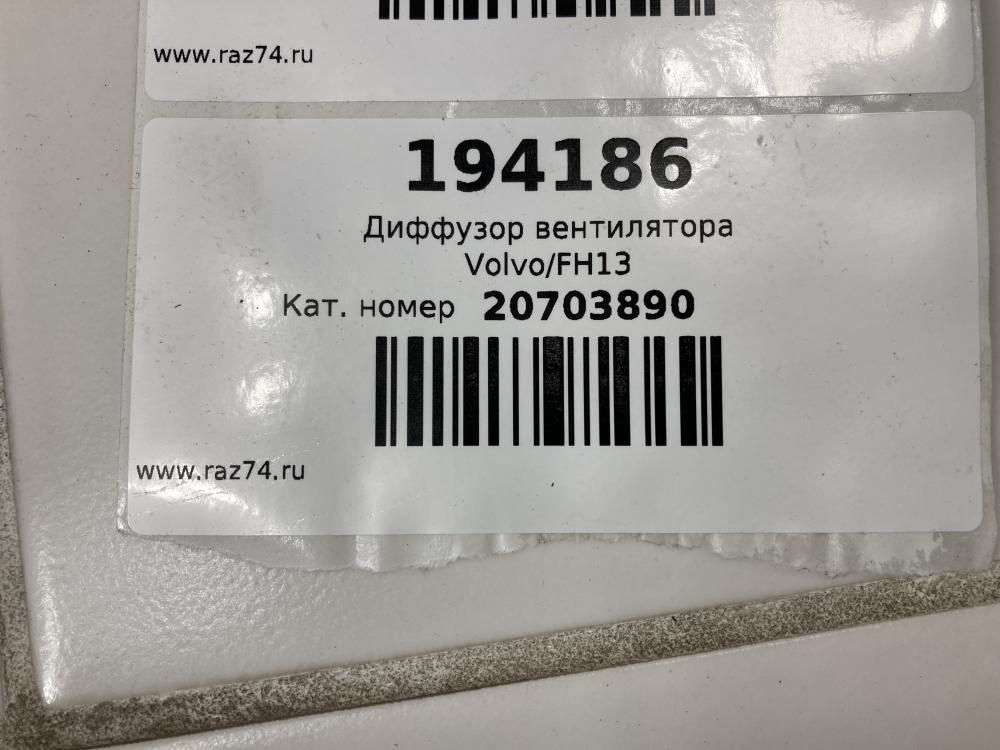 www.raz74.ru
194186
Диффузор вентилятора
Volvo/FH13
Кат. номер 20703890
www.raz74.ru